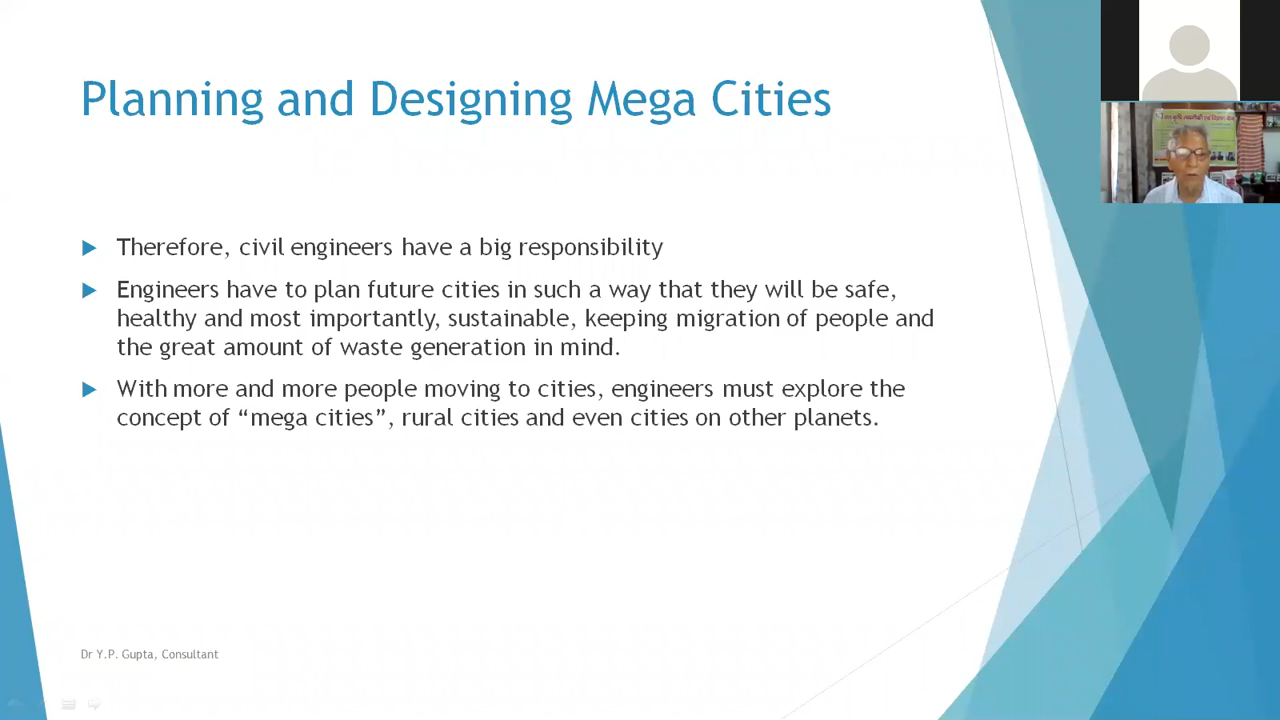 Planning and Designing Mega Cities
Therefore, civil engineers have a big responsibility
Engineers have to plan future cities in such a way that they will be safe,
healthy and most importantly, sustainable, keeping migration of people and
the great amount of waste generation in mind.
With more and more people moving to cities, engineers must explore the
concept of “mega cities”, rural cities and even cities on other planets.
Dr Y.P. Gupta, Consultant